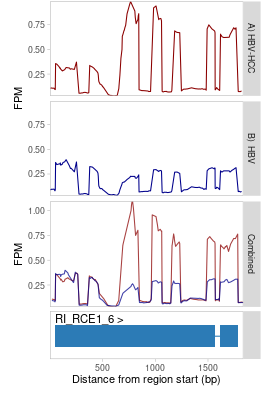 0.75
0.50
0.25
FPM
A) HBV-HCC
0.75
0.50
0.25
B) HBV
1.00
0.75
0.50
0.25
FPM
Combined
RI_RCE1_6 >
500
1000
1500
Distance from region start (bp)